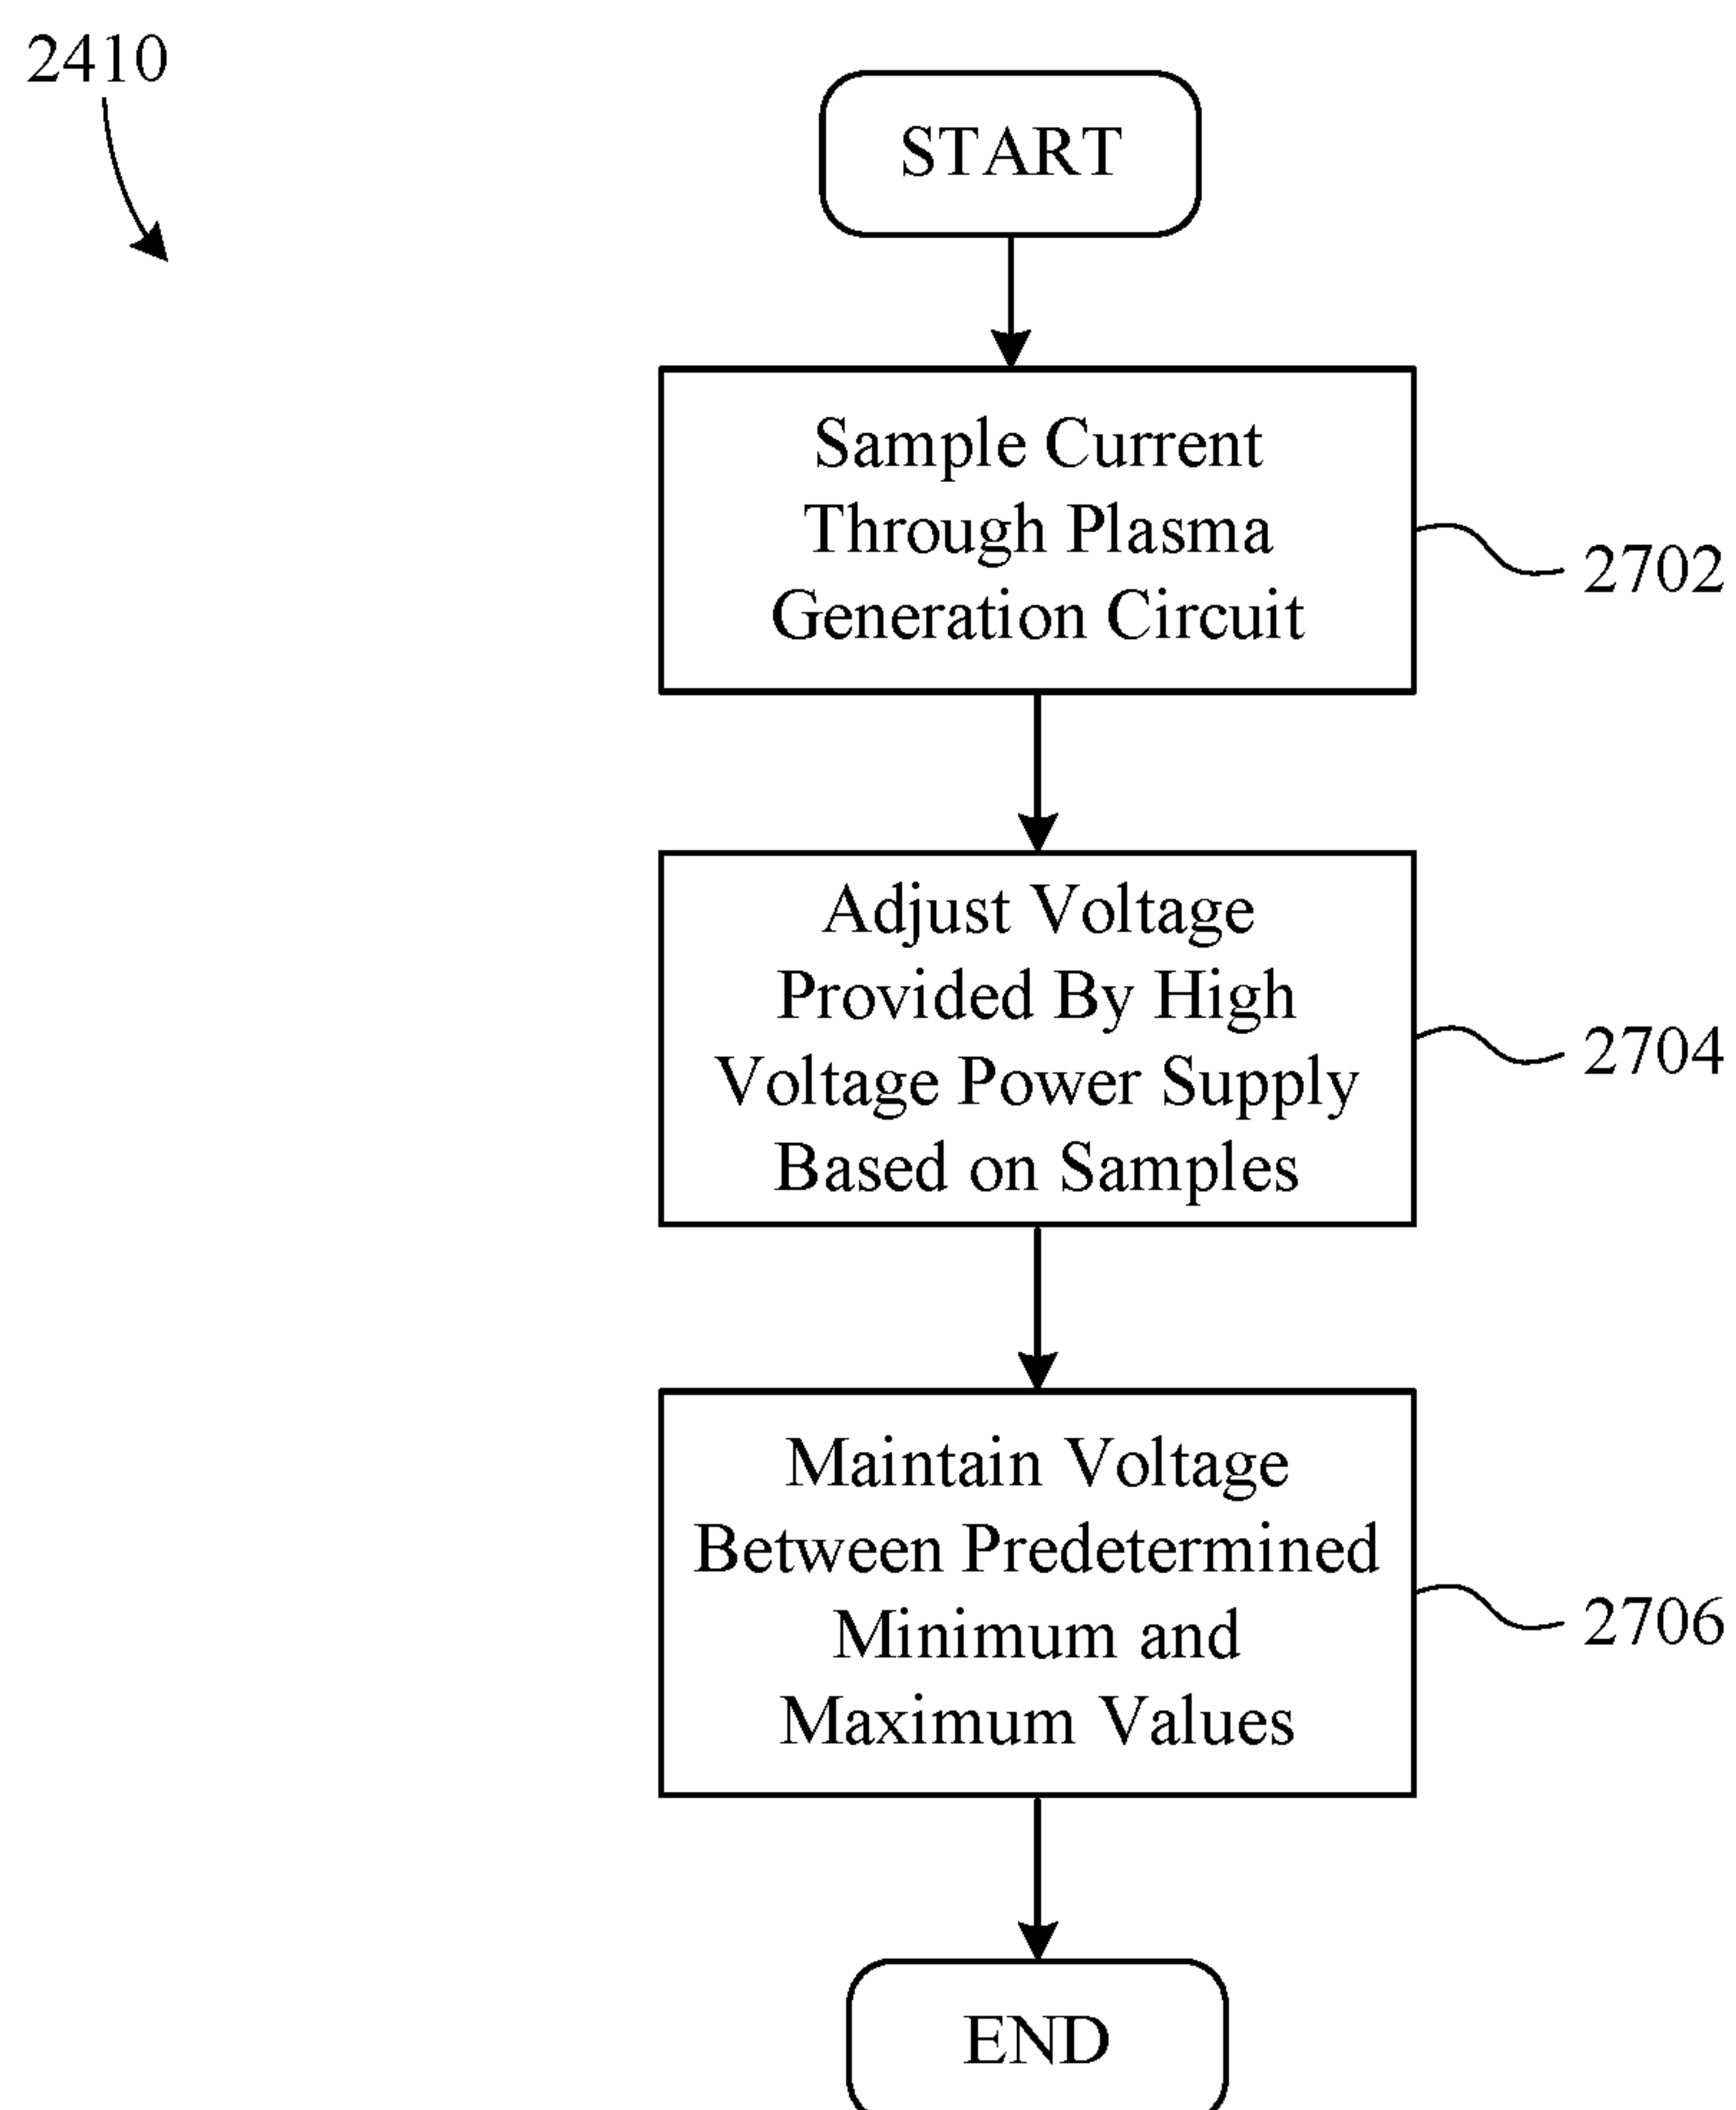 2410
START
Sample Current
Through Plasma
Generation Circuit
2702
Adjust Voltage
Provided By High
Voltage Power Supply
Based on Samples
2704
Maintain Voltage
Between Predetermined
Minimum and
Maximum Values
2706
END